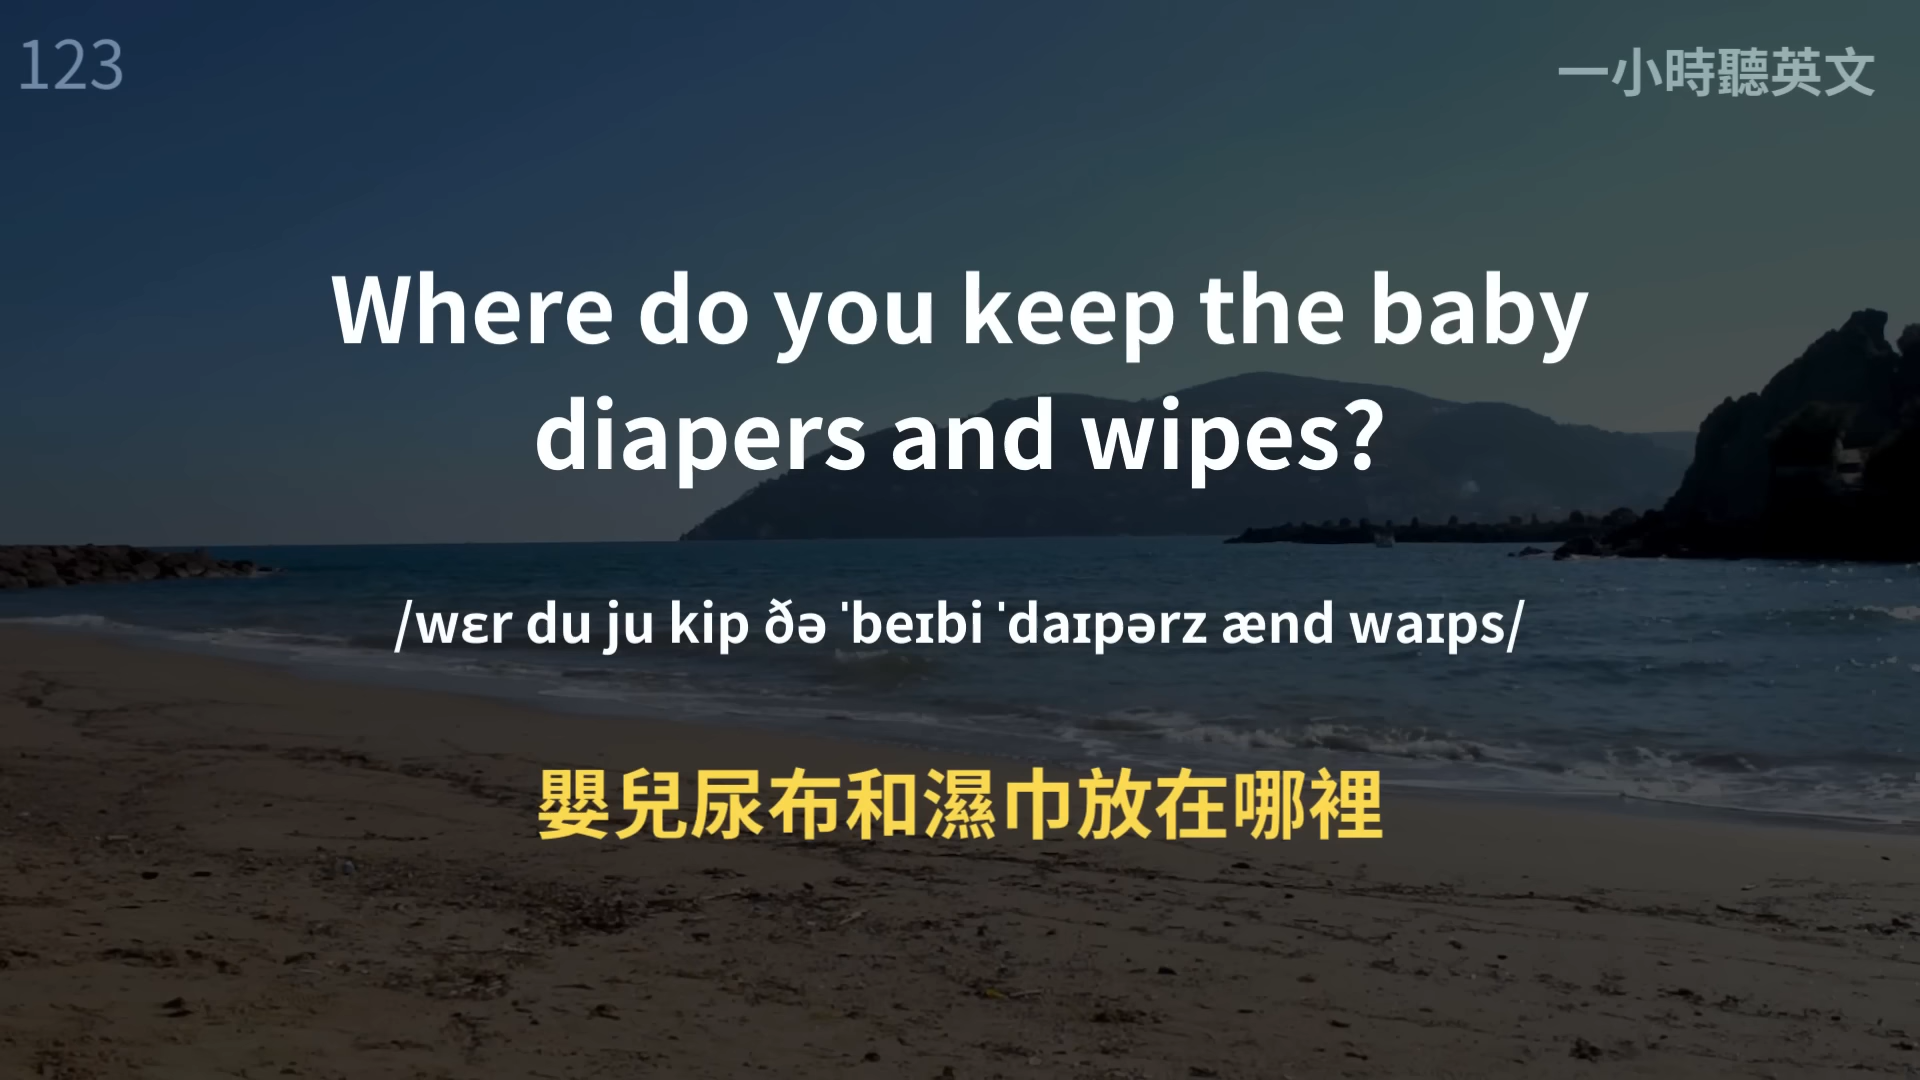 123
一小時聽英文
Where do you keep the baby
diapers and wipes?
/wɛr du ju kip ðə ˈbeɪbi ˈdaɪpərz ænd waɪps/
嬰兒尿布和濕巾放在哪裡